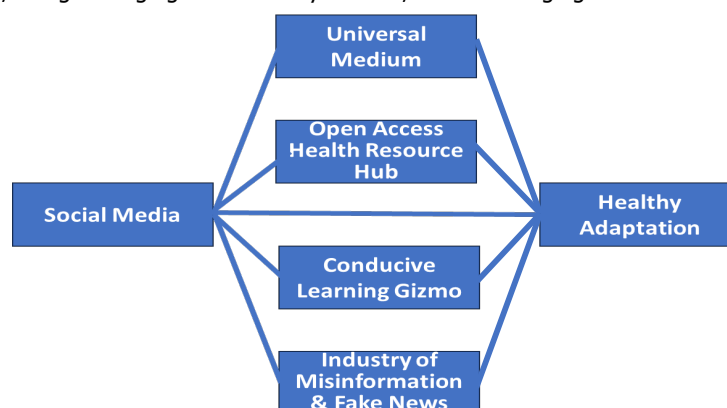 Universal
Medium
Open Access
Health Resource
Hub
Social Media
Healthy
Adaptation
Conducive
Learning Gizmo
Industry of
Misinformation
& Fake News